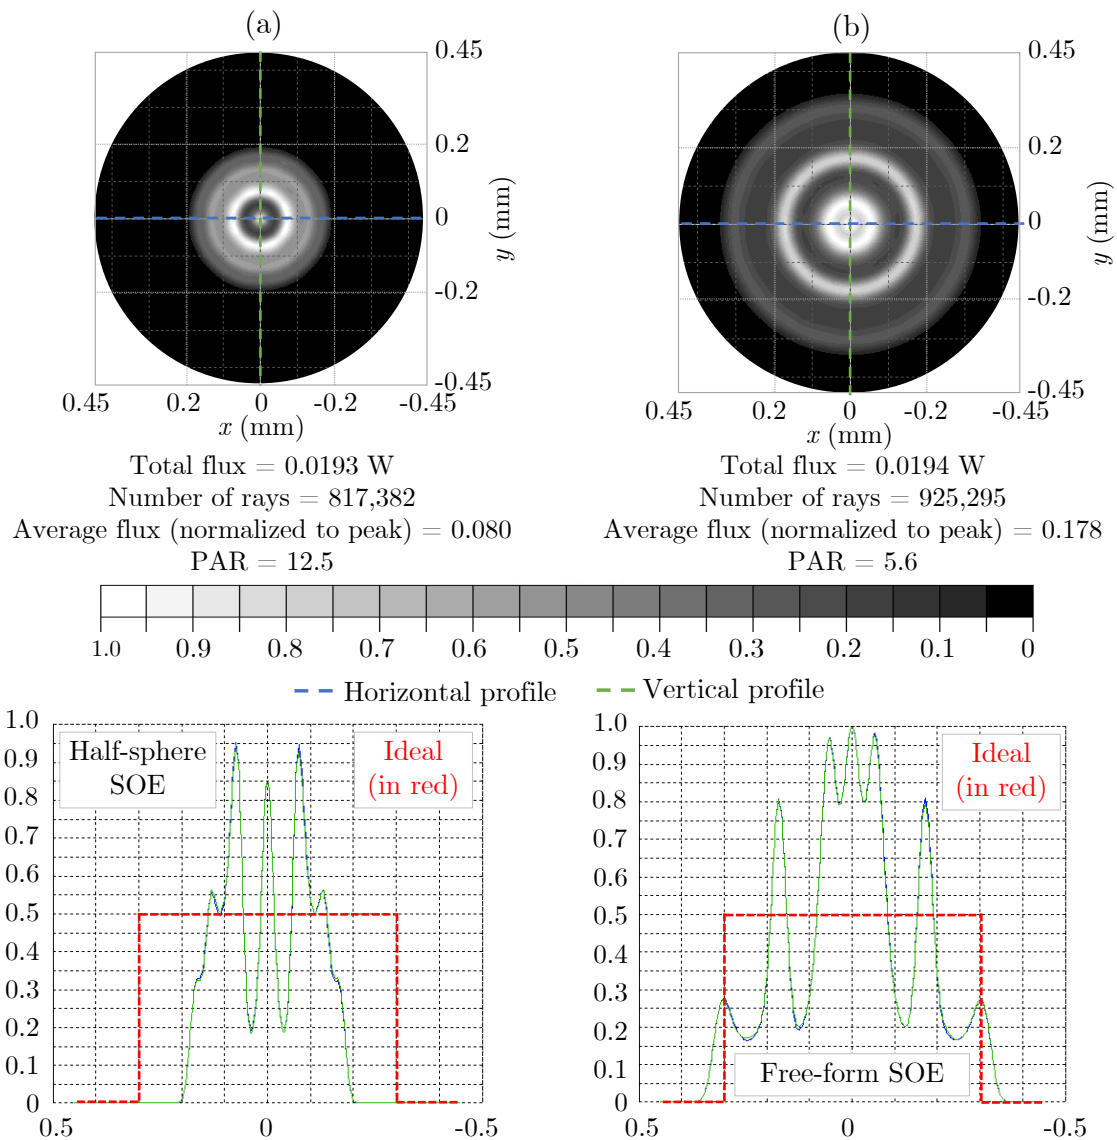 (a)
0.45
0.2
0
-0.2
-0.45
y (mm)
0.45 0.2 0 -0.2 -0.45
x (mm)
Total flux = 0.0193 W
Number of rays = 817,382
Average flux (normalized to peak) = 0.080
PAR = 12.5
(b)
0.45
0.2
0
-0.2
-0.45
y (mm)
0.45 0.2 0 -0.2 -0.45
x (mm)
Total flux = 0.0194 W
Number of rays = 925,295
Average flux (normalized to peak) = 0.178
PAR = 5.6
1.0 0.9 0.8 0.7 0.6 0.5 0.4 0.3 0.2 0.1 0
Horizontal profile
Vertical profile
1.0
0.9
0.8
0.7
0.6
0.5
0.4
0.3
0.2
0.1
0
Half-sphere
SOE
Ideal
(in red)
0.5 0 -0.5
1.0
0.9
0.8
0.7
0.6
0.5
0.4
0.3
0.2
0.1
0
Ideal
(in red)
Free-form SOE
0.5 0 -0.5